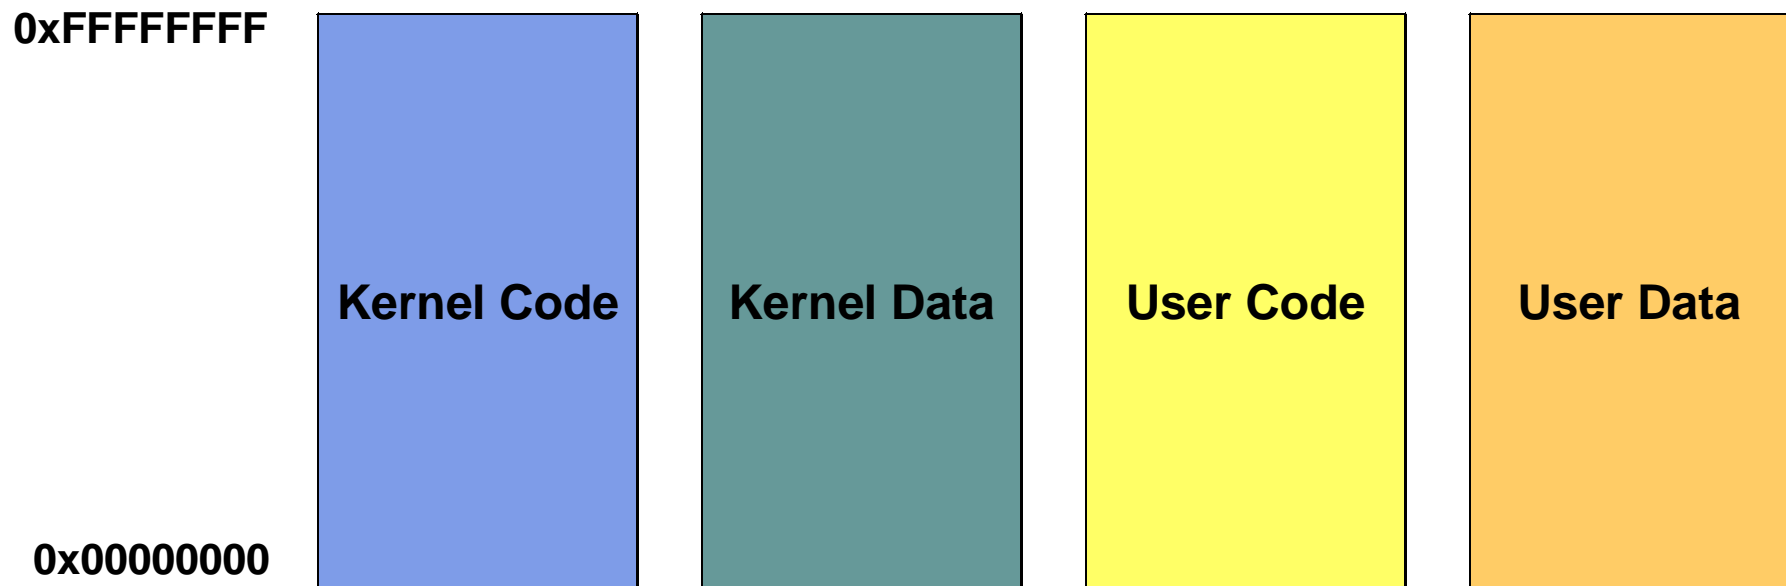 0xFFFFFFFF
Kernel Code
Kernel Data
User Code
User Data
0x00000000